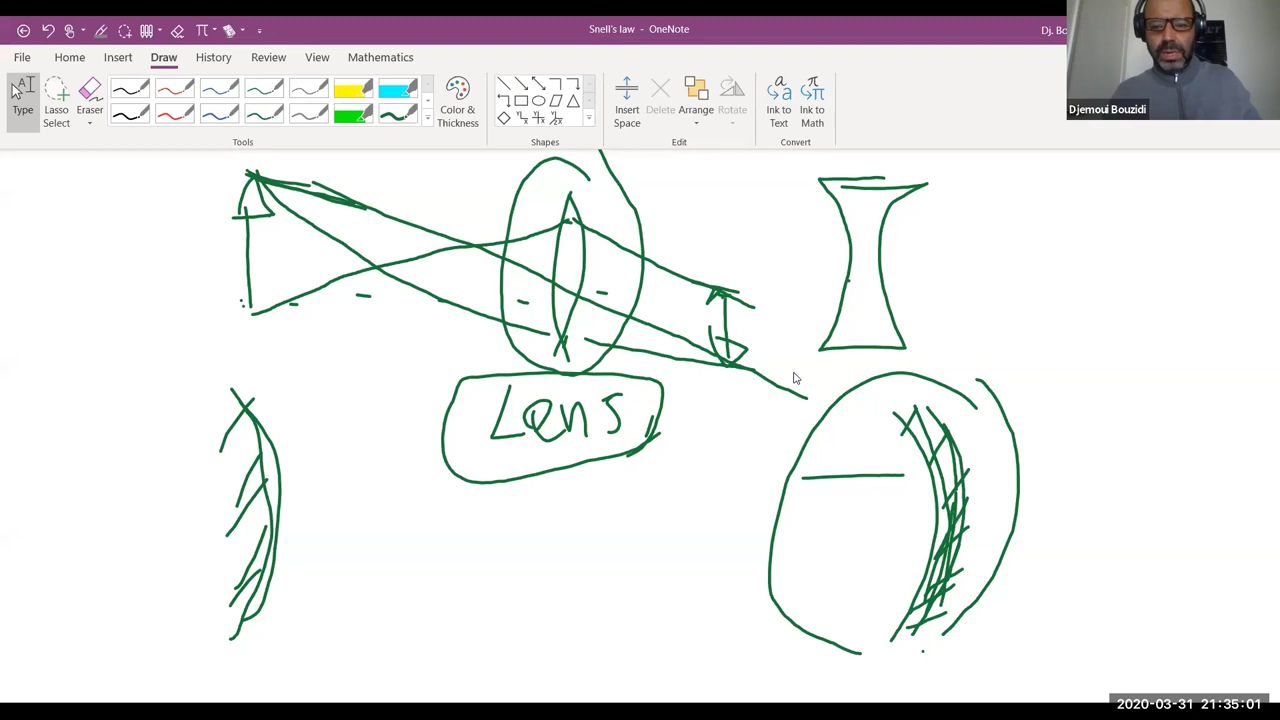 Snell's law - OneNote
Dj. Bo
File Home Insert Draw History Review View Mathematics
Type
Lasso Select
Eraser
Color & Thickness
Insert Space
Delete
Arrange
Rotate
Ink to Text
Ink to Math
Tools
Shapes
Edit
Convert
Djemoui Bouzidi
Lens
2020-03-31 21:35:01